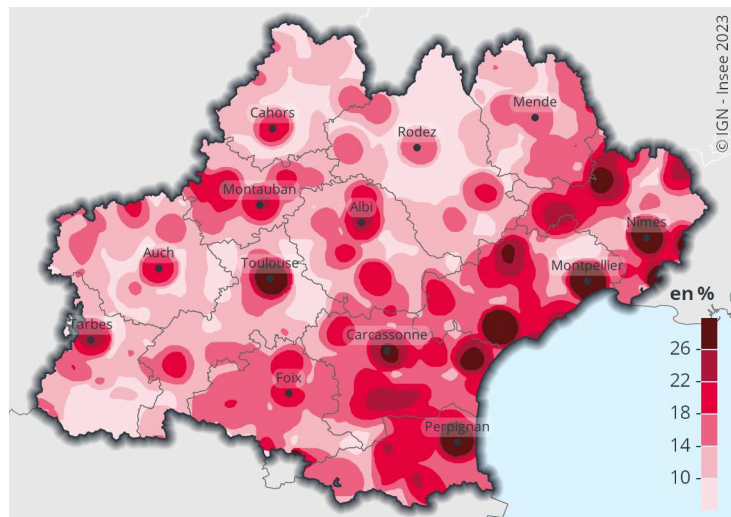 © IGN - Insee 2023
Mende
Cahors
Rodez
Montauban
Albi
Nîmes
Auch
Toulouse
Montpellier
en %
Tarbes
Carcassonne
26
22
Foix
18
Perpignan
14
10